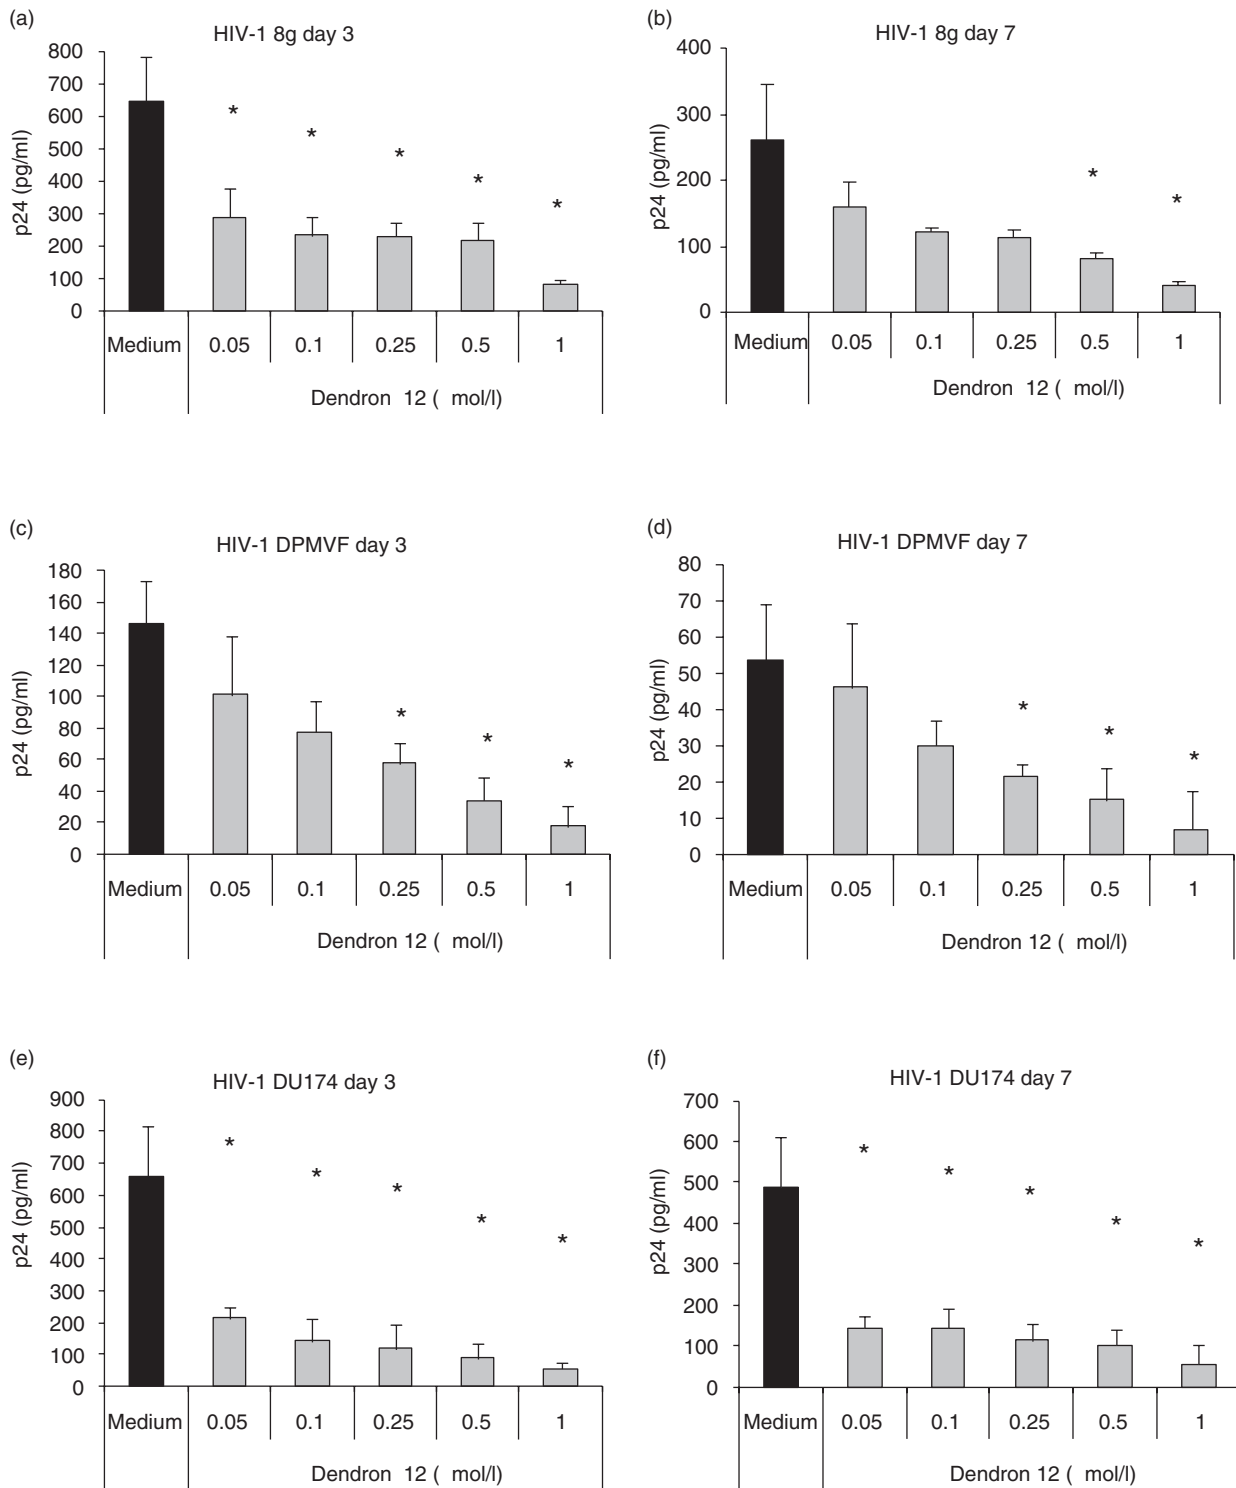 (a)
HIV-1 8g day 3
p24 (pg/ml)
800
700
600
500
400
300
200
100
0
* * * * *
Medium 0.05 0.1 0.25 0.5 1
Dendron 12 ( mol/l)
(b)
HIV-1 8g day 7
p24 (pg/ml)
400
300
200
100
0
* *
Medium 0.05 0.1 0.25 0.5 1
Dendron 12 ( mol/l)
(c)
HIV-1 DPMVF day 3
p24 (pg/ml)
180
160
140
120
100
80
60
40
20
0
* * *
Medium 0.05 0.1 0.25 0.5 1
Dendron 12 ( mol/l)
(d)
HIV-1 DPMVF day 7
p24 (pg/ml)
80
70
60
50
40
30
20
10
0
* * *
Medium 0.05 0.1 0.25 0.5 1
Dendron 12 ( mol/l)
(e)
HIV-1 DU174 day 3
p24 (pg/ml)
900
800
700
600
500
400
300
200
100
0
* * * * *
Medium 0.05 0.1 0.25 0.5 1
Dendron 12 ( mol/l)
(f)
HIV-1 DU174 day 7
p24 (pg/ml)
700
600
500
400
300
200
100
0
* * * * *
Medium 0.05 0.1 0.25 0.5 1
Dendron 12 ( mol/l)